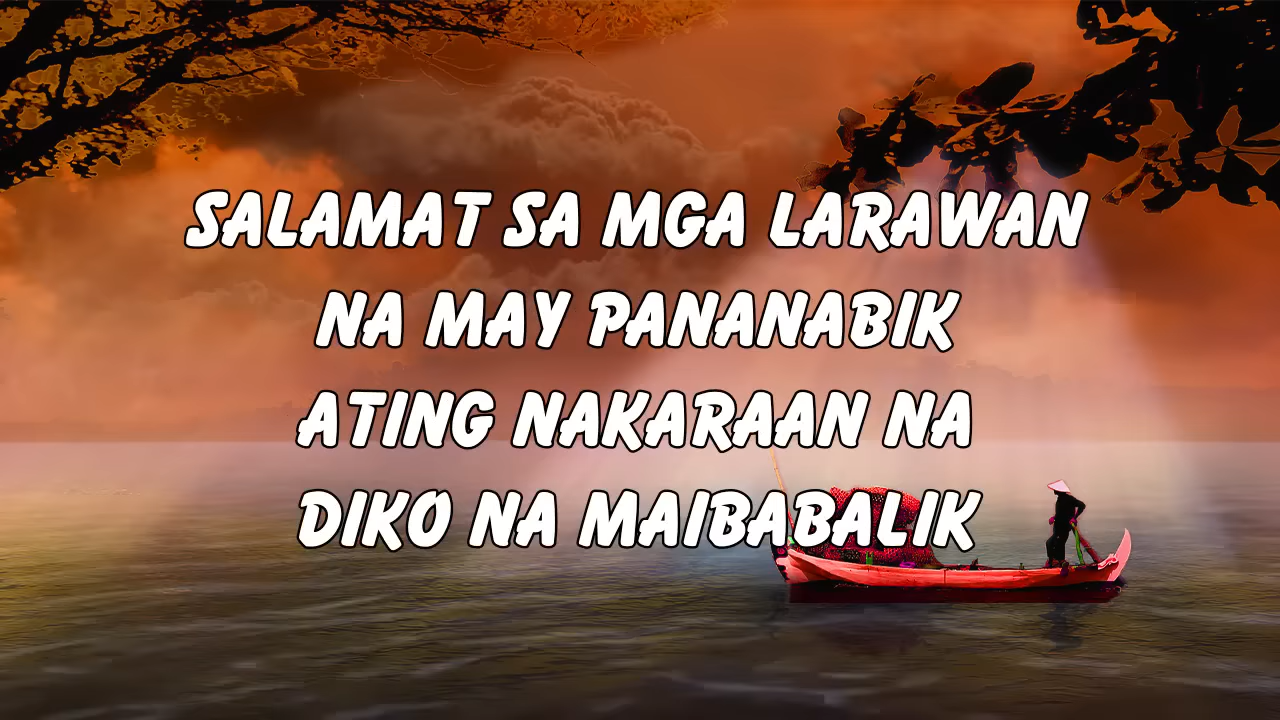 SALAMAT SA MGA LARAWAN
NA MAY PANANABIK
ATING NAKARAAN NA
DIKO NA MAIBABALIK